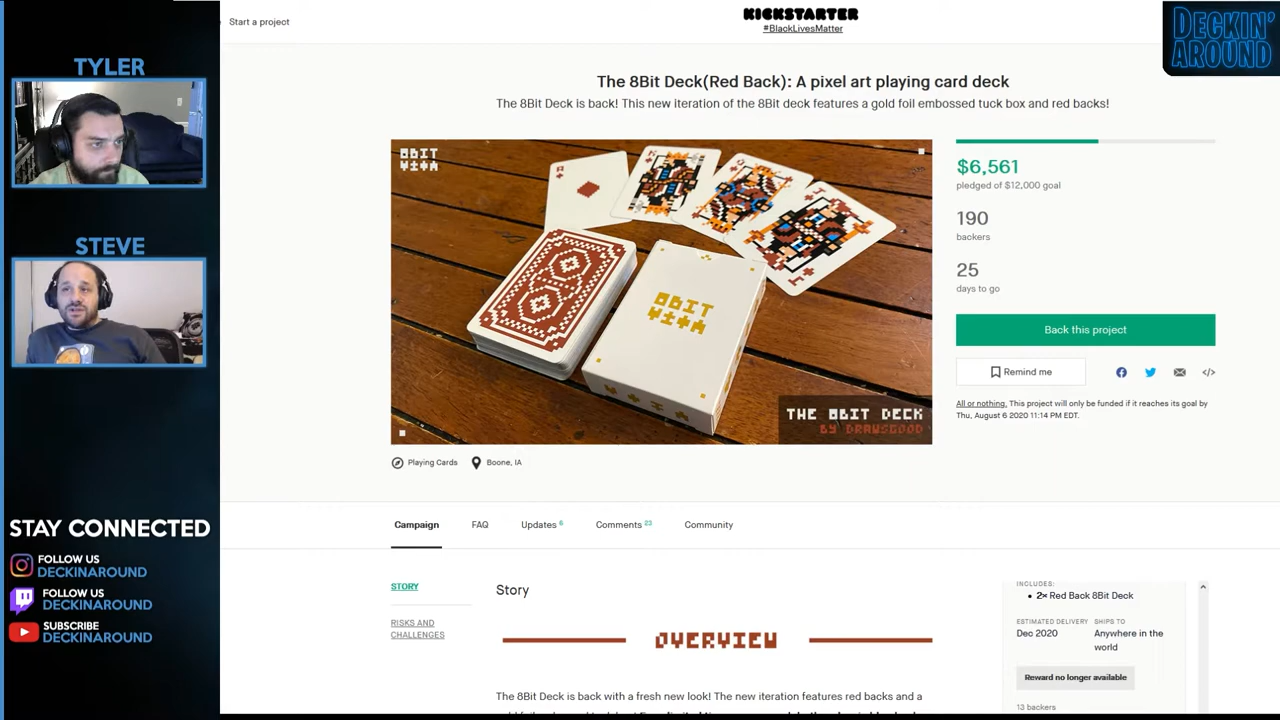 Start a project
KICKSTARTER
#BlackLivesMatter
DECKIN'
AROUND
TYLER
STEVE
STAY CONNECTED
FOLLOW US
DECKINAROUND
FOLLOW US
DECKINAROUND
SUBSCRIBE
DECKINAROUND
The 8Bit Deck(Red Back): A pixel art playing card deck
The 8Bit Deck is back! This new iteration of the 8Bit deck features a gold foil embossed tuck box and red backs!
8BIT
8BIT
THE 8BIT DECK
BY DRAWSGOOD
$6,561
pledged of $12,000 goal
190
backers
25
days to go
Back this project
Remind me
All or nothing. This project will only be funded if it reaches its goal by
Thu, August 6 2020 11:14 PM EDT.
Playing Cards
Boone, IA
Campaign
FAQ
Updates 6
Comments 23
Community
STORY
RISKS AND
CHALLENGES
Story
OVERVIEW
The 8Bit Deck is back with a fresh new look! The new iteration features red backs and a
INCLUDES:
• 2× Red Back 8Bit Deck
ESTIMATED DELIVERY
Dec 2020
SHIPS TO
Anywhere in the
world
Reward no longer available
13 backers